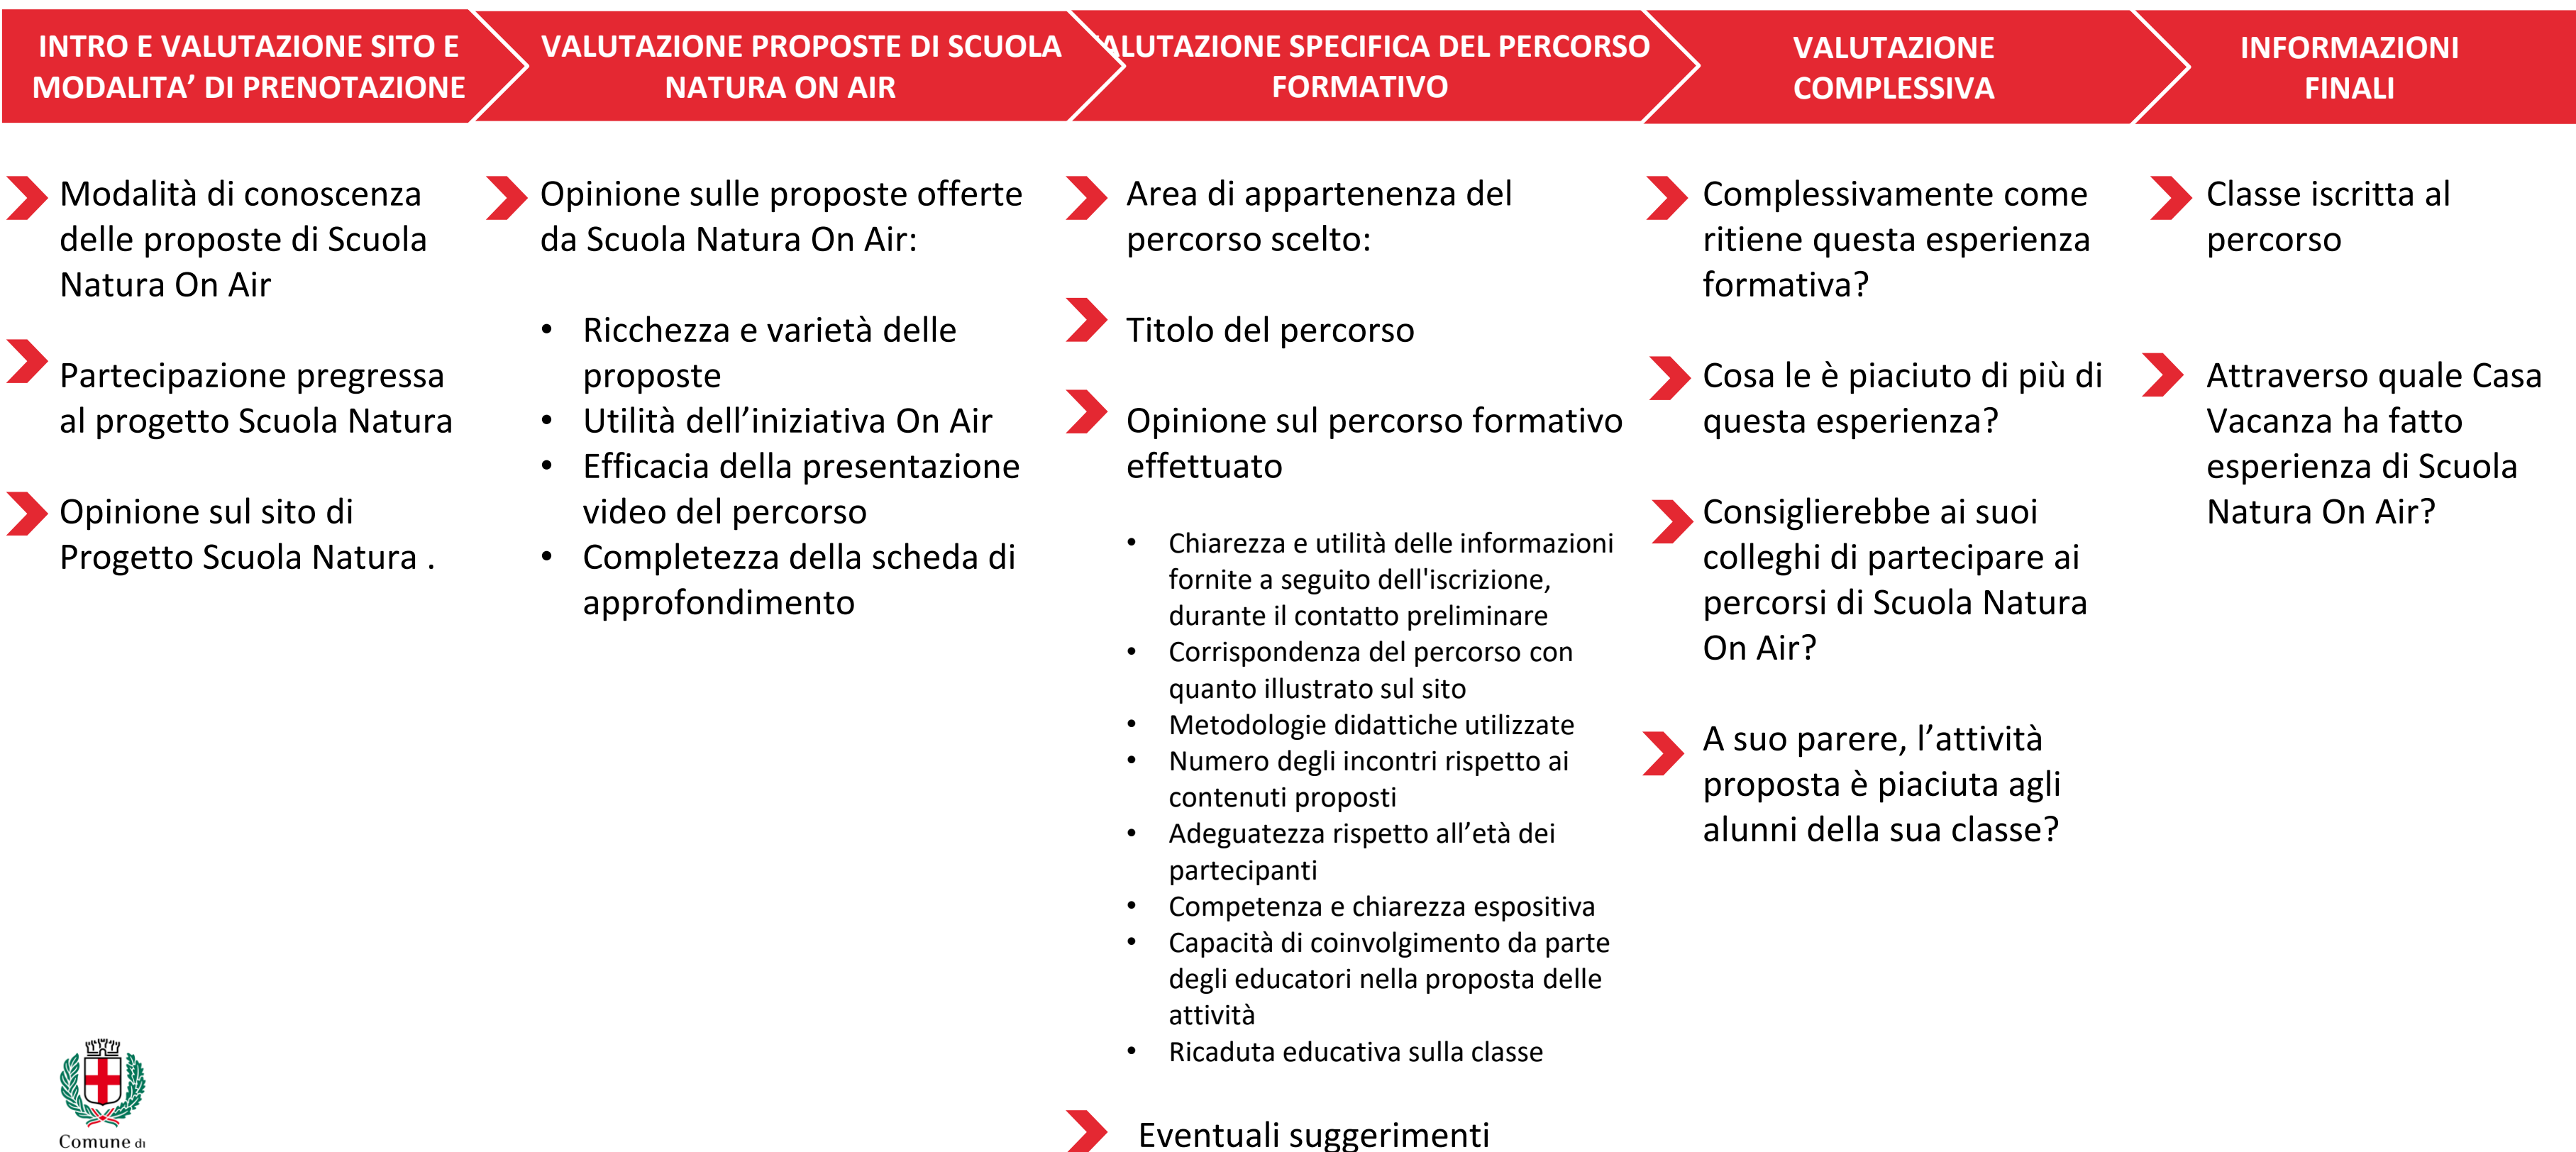 INTRO E VALUTAZIONE SITO E
MODALITA’ DI PRENOTAZIONE
VALUTAZIONE PROPOSTE DI SCUOLA
NATURA ON AIR
ALUTAZIONE SPECIFICA DEL PERCORSO
FORMATIVO
VALUTAZIONE
COMPLESSIVA
INFORMAZIONI
FINALI
Modalità di conoscenza
delle proposte di Scuola
Natura On Air
Partecipazione pregressa
al progetto Scuola Natura
Opinione sul sito di
Progetto Scuola Natura .
Opinione sulle proposte offerte
da Scuola Natura On Air:
• Ricchezza e varietà delle
proposte
• Utilità dell’iniziativa On Air
• Efficacia della presentazione
video del percorso
• Completezza della scheda di
approfondimento
Area di appartenenza del
percorso scelto:
Titolo del percorso
Opinione sul percorso formativo
effettuato
• Chiarezza e utilità delle informazioni
fornite a seguito dell'iscrizione,
durante il contatto preliminare
• Corrispondenza del percorso con
quanto illustrato sul sito
• Metodologie didattiche utilizzate
• Numero degli incontri rispetto ai
contenuti proposti
• Adeguatezza rispetto all’età dei
partecipanti
• Competenza e chiarezza espositiva
• Capacità di coinvolgimento da parte
degli educatori nella proposta delle
attività
• Ricaduta educativa sulla classe
Eventuali suggerimenti
Complessivamente come
ritiene questa esperienza
formativa?
Cosa le è piaciuto di più di
questa esperienza?
Consiglierebbe ai suoi
colleghi di partecipare ai
percorsi di Scuola Natura
On Air?
A suo parere, l’attività
proposta è piaciuta agli
alunni della sua classe?
Classe iscritta al
percorso
Attraverso quale Casa
Vacanza ha fatto
esperienza di Scuola
Natura On Air?
Comune di